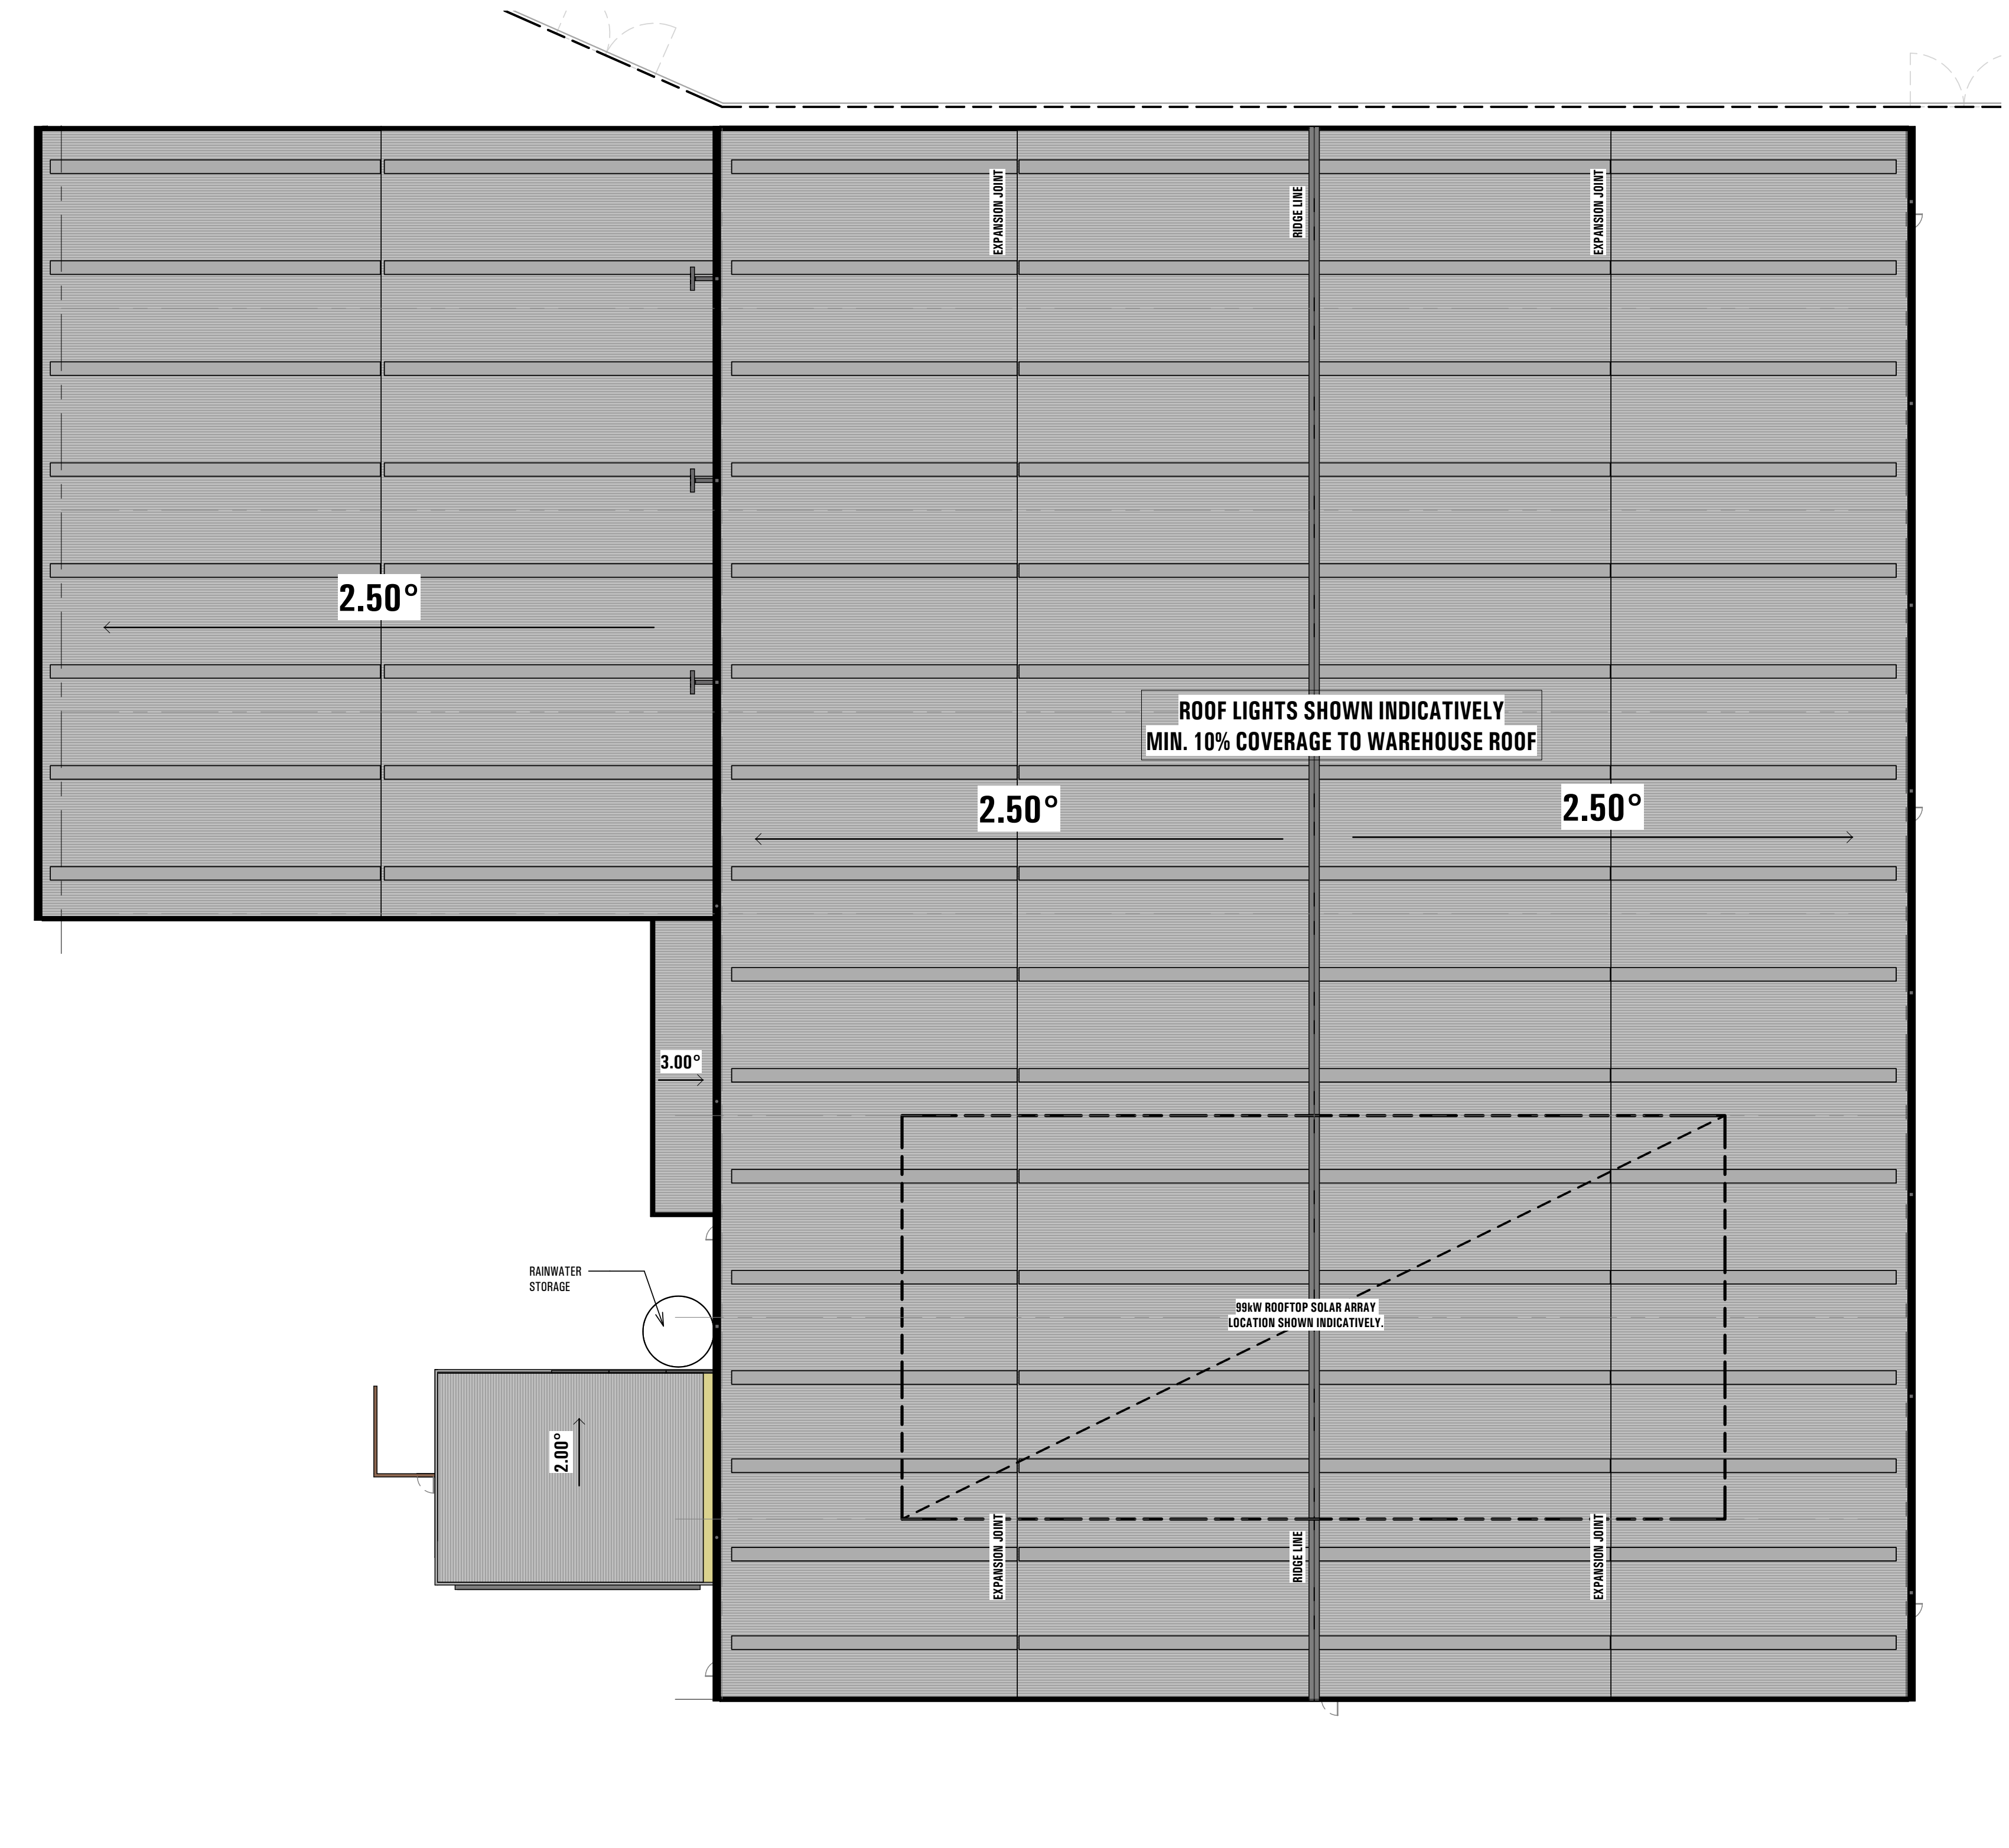 EXPANSION JOINT
RIDGE LINE
EXPANSION JOINT
2.50°
ROOF LIGHTS SHOWN INDICATIVELY
MIN. 10% COVERAGE TO WAREHOUSE ROOF
2.50°
2.50°
3.00°
RAINWATER
STORAGE
99kW ROOFTOP SOLAR ARRAY
LOCATION SHOWN INDICATIVELY.
2.00°
EXPANSION JOINT
RIDGE LINE
EXPANSION JOINT